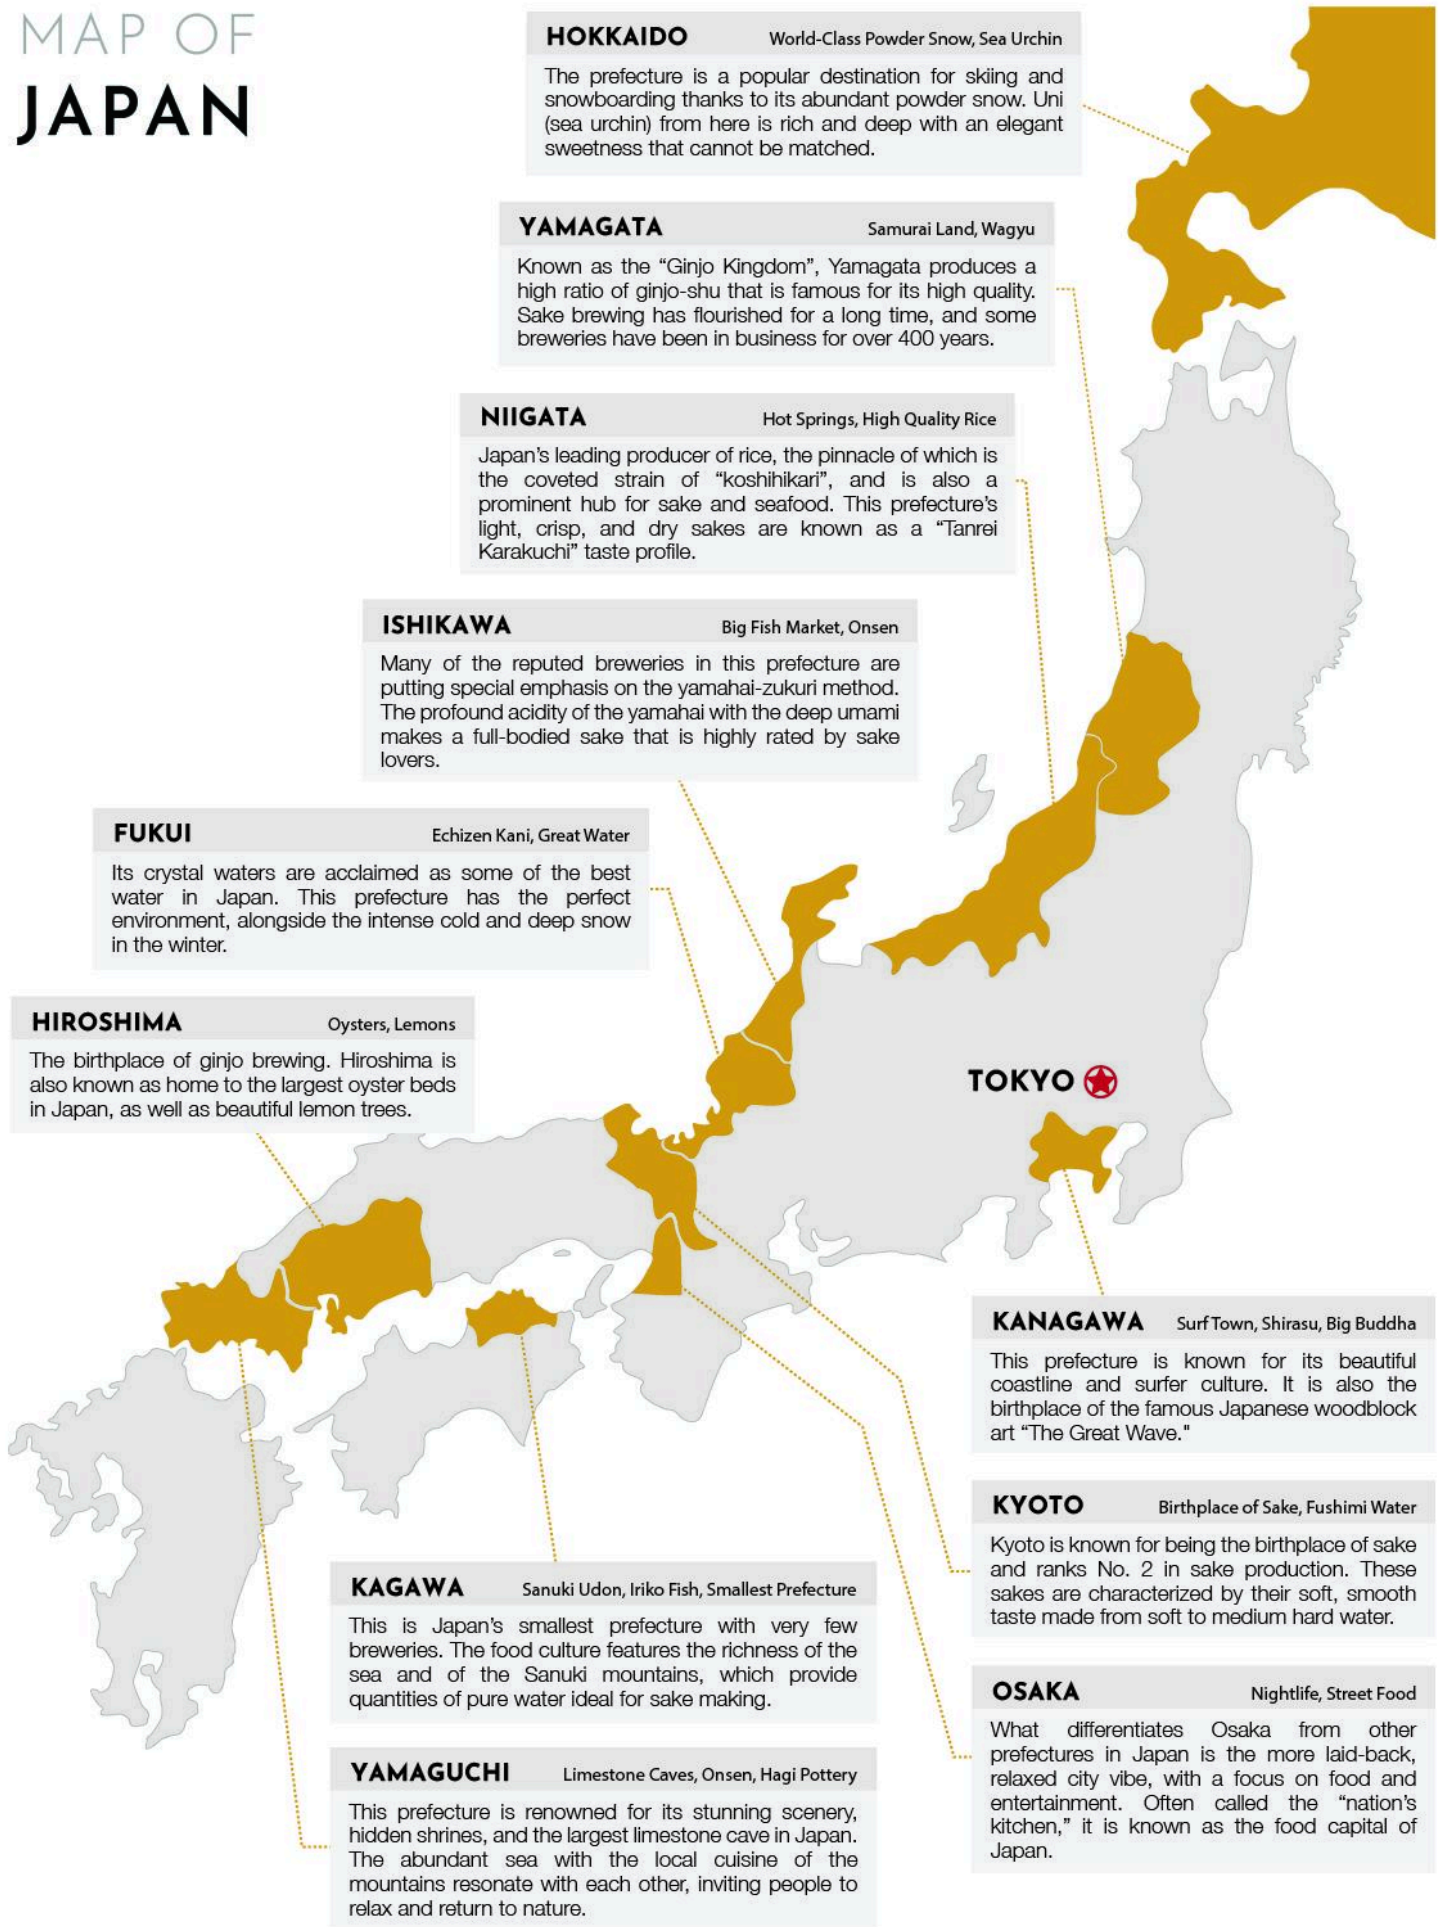 MAP OF
JAPAN
HOKKAIDO World-Class Powder Snow, Sea Urchin
The prefecture is a popular destination for skiing and
snowboarding thanks to its abundant powder snow. Uni
(sea urchin) from here is rich and deep with an elegant
sweetness that cannot be matched.
YAMAGATA Samurai Land, Wagyu
Known as the “Ginjo Kingdom”, Yamagata produces a
high ratio of ginjo-shu that is famous for its high quality.
Sake brewing has flourished for a long time, and some
breweries have been in business for over 400 years.
NIIGATA Hot Springs, High Quality Rice
Japan’s leading producer of rice, the pinnacle of which is
the coveted strain of “koshihikari”, and is also a
prominent hub for sake and seafood. This prefecture’s
light, crisp, and dry sakes are known as a “Tanrei
Karakuchi” taste profile.
ISHIKAWA Big Fish Market, Onsen
Many of the reputed breweries in this prefecture are
putting special emphasis on the yamahai-zukuri method.
The profound acidity of the yamahai with the deep umami
makes a full-bodied sake that is highly rated by sake
lovers.
FUKUI Echizen Kani, Great Water
Its crystal waters are acclaimed as some of the best
water in Japan. This prefecture has the perfect
environment, alongside the intense cold and deep snow
in the winter.
HIROSHIMA Oysters, Lemons
The birthplace of ginjo brewing. Hiroshima is
also known as home to the largest oyster beds
in Japan, as well as beautiful lemon trees.
TOKYO
KANAGAWA Surf Town, Shirasu, Big Buddha
This prefecture is known for its beautiful
coastline and surfer culture. It is also the
birthplace of the famous Japanese woodblock
art “The Great Wave."
KYOTO Birthplace of Sake, Fushimi Water
Kyoto is known for being the birthplace of sake
and ranks No. 2 in sake production. These
sakes are characterized by their soft, smooth
taste made from soft to medium hard water.
KAGAWA Sanuki Udon, Iriko Fish, Smallest Prefecture
This is Japan’s smallest prefecture with very few
breweries. The food culture features the richness of the
sea and of the Sanuki mountains, which provide
quantities of pure water ideal for sake making.
OSAKA Nightlife, Street Food
What differentiates Osaka from other
prefectures in Japan is the more laid-back,
relaxed city vibe, with a focus on food and
entertainment. Often called the “nation’s
kitchen,” it is known as the food capital of
Japan.
YAMAGUCHI Limestone Caves, Onsen, Hagi Pottery
This prefecture is renowned for its stunning scenery,
hidden shrines, and the largest limestone cave in Japan.
The abundant sea with the local cuisine of the
mountains resonate with each other, inviting people to
relax and return to nature.